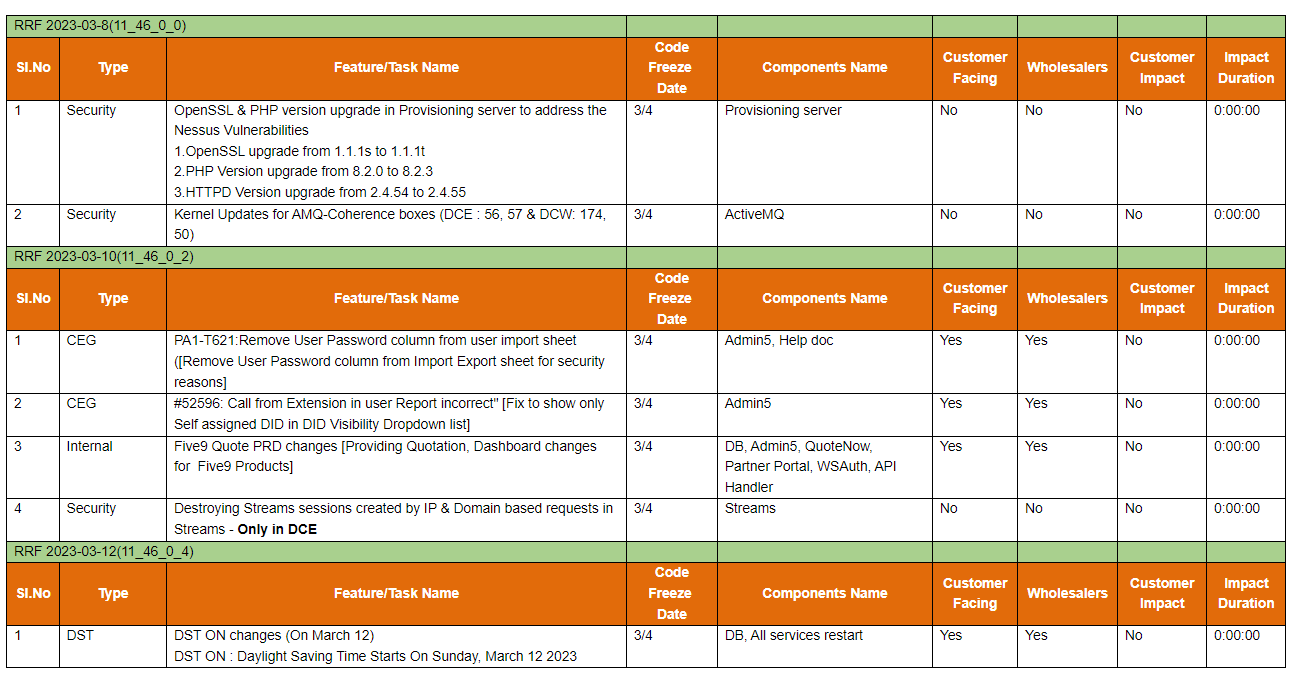 RRF 2023-03-8(11_46_0_0)
Sl.No Type Feature/Task Name Code Freeze Date Components Name Customer Facing Wholesalers Customer Impact Impact Duration
1 Security OpenSSL & PHP version upgrade in Provisioning server to address the 3/4 Provisioning server No No No 0:00:00
Nessus Vulnerabilities
1.OpenSSL upgrade from 1.1.1s to 1.1.1t
2.PHP Version upgrade from 8.2.0 to 8.2.3
3.HTTPD Version upgrade from 2.4.54 to 2.4.55
2 Security Kernel Updates for AMQ-Coherence boxes (DCE : 56, 57 & DCW: 174, 3/4 ActiveMQ No No No 0:00:00
50)
RRF 2023-03-10(11_46_0_2)
Sl.No Type Feature/Task Name Code Freeze Date Components Name Customer Facing Wholesalers Customer Impact Impact Duration
1 CEG PA1-T621:Remove User Password column from user import sheet 3/4 Admin5, Help doc Yes Yes No 0:00:00
([Remove User Password column from Import Export sheet for security
reasons]
2 CEG #52596: Call from Extension in user Report incorrect" [Fix to show only 3/4 Admin5 Yes Yes No 0:00:00
Self assigned DID in DID Visibility Dropdown list]
3 Internal Five9 Quote PRD changes [Providing Quotation, Dashboard changes 3/4 DB, Admin5, QuoteNow, Yes Yes No 0:00:00
for Five9 Products] Partner Portal, WSAuth, API
Handler
4 Security Destroying Streams sessions created by IP & Domain based requests in 3/4 Streams No No No 0:00:00
Streams - Only in DCE
RRF 2023-03-12(11_46_0_4)
Sl.No Type Feature/Task Name Code Freeze Date Components Name Customer Facing Wholesalers Customer Impact Impact Duration
1 DST DST ON changes (On March 12) 3/4 DB, All services restart Yes Yes No 0:00:00
DST ON : Daylight Saving Time Starts On Sunday, March 12 2023